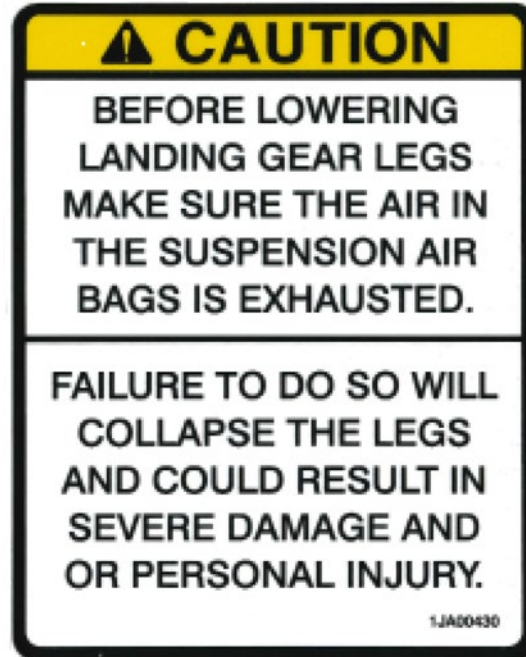 CAUTION
BEFORE LOWERING
LANDING GEAR LEGS
MAKE SURE THE AIR IN
THE SUSPENSION AIR
BAGS IS EXHAUSTED.
FAILURE TO DO SO WILL
COLLAPSE THE LEGS
AND COULD RESULT IN
SEVERE DAMAGE AND
OR PERSONAL INJURY.
1JA00430